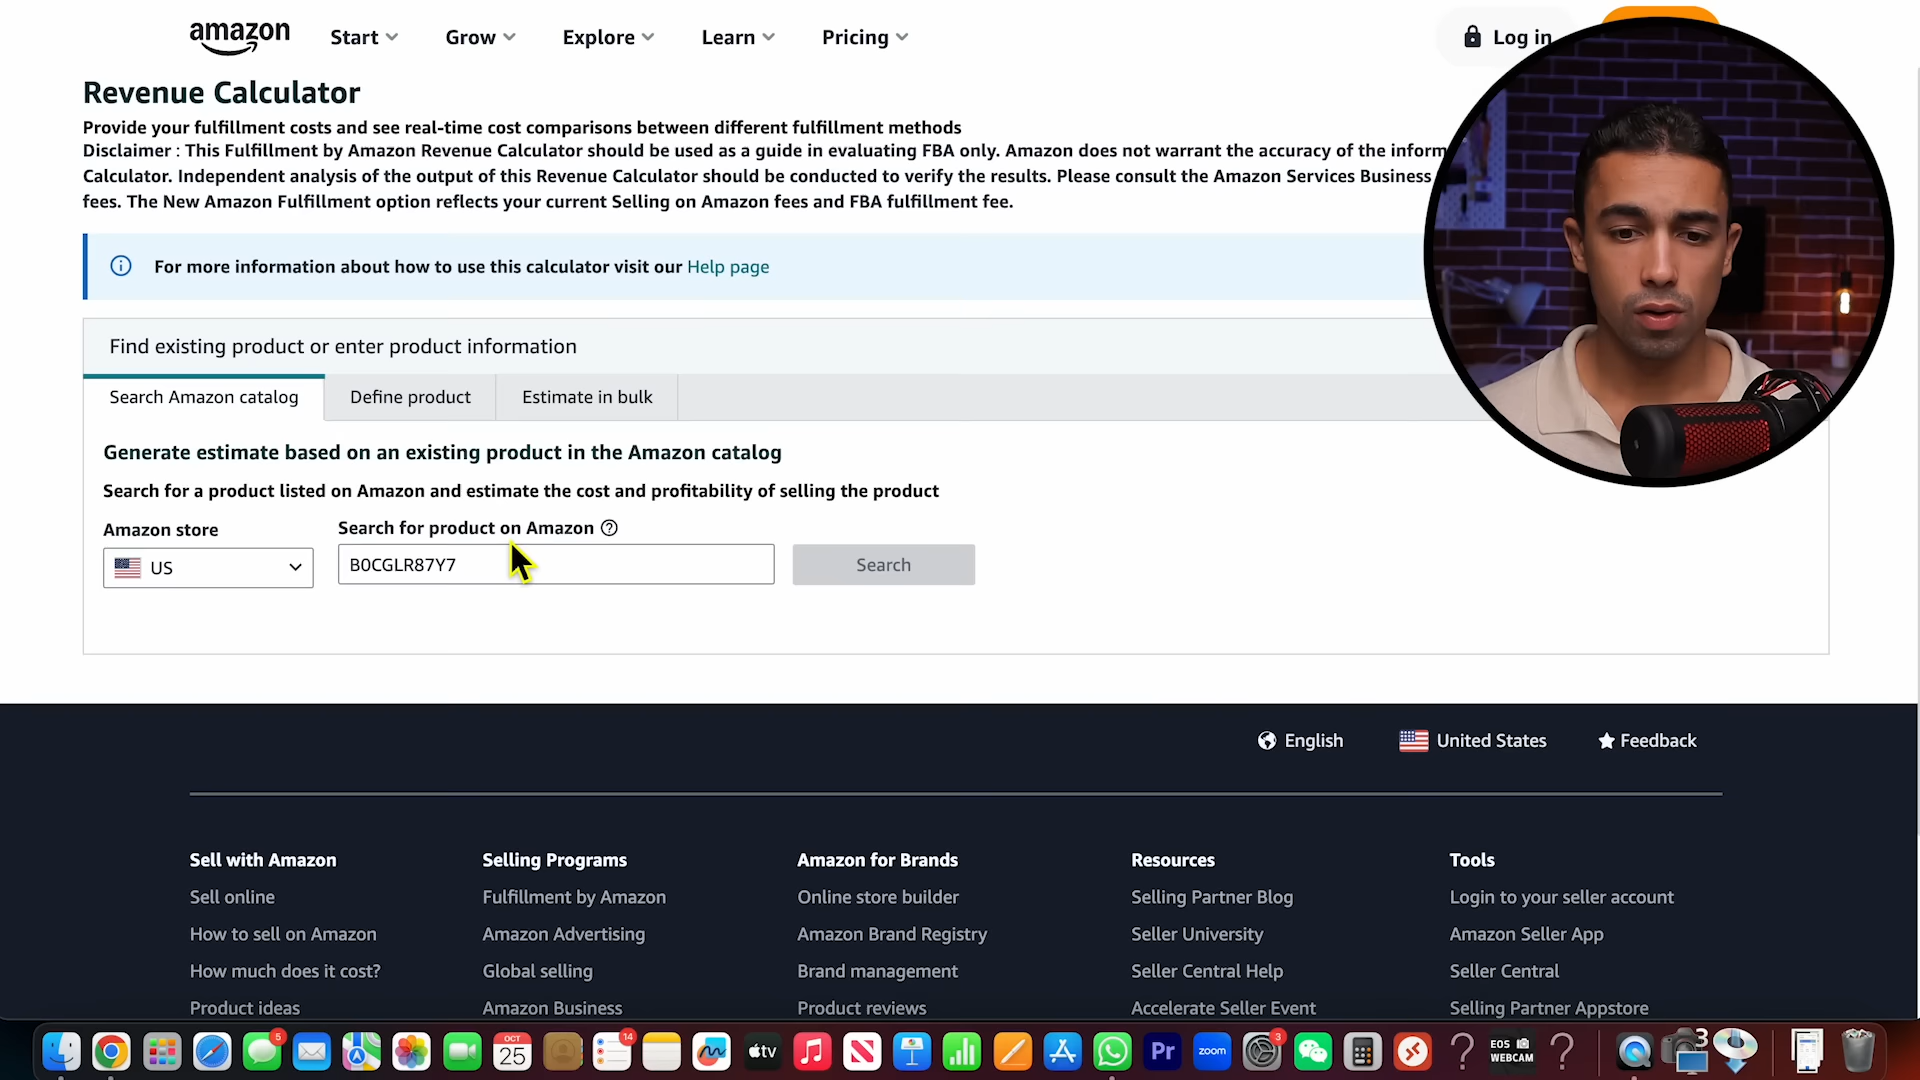 amazon
Start
Grow
Explore
Learn
Pricing
Log in
Revenue Calculator
Provide your fulfillment costs and see real-time cost comparisons between different fulfillment methods
Disclaimer : This Fulfillment by Amazon Revenue Calculator should be used as a guide in evaluating FBA only. Amazon does not warrant the accuracy of the inform
Calculator. Independent analysis of the output of this Revenue Calculator should be conducted to verify the results. Please consult the Amazon Services Business
fees. The New Amazon Fulfillment option reflects your current Selling on Amazon fees and FBA fulfillment fee.
For more information about how to use this calculator visit our Help page
Find existing product or enter product information
Search Amazon catalog
Define product
Estimate in bulk
Generate estimate based on an existing product in the Amazon catalog
Search for a product listed on Amazon and estimate the cost and profitability of selling the product
Amazon store
Search for product on Amazon
US
B0CGLR87Y7
Search
English
United States
Feedback
Sell with Amazon
Selling Programs
Amazon for Brands
Resources
Tools
Sell online
Fulfillment by Amazon
Online store builder
Selling Partner Blog
Login to your seller account
How to sell on Amazon
Amazon Advertising
Amazon Brand Registry
Seller University
Amazon Seller App
How much does it cost?
Global selling
Brand management
Seller Central Help
Seller Central
Product ideas
Amazon Business
Product reviews
Accelerate Seller Event
Selling Partner Appstore
5
OCT
25
14
tv
Pr
zoom
3
EOS
WEBCAM
3